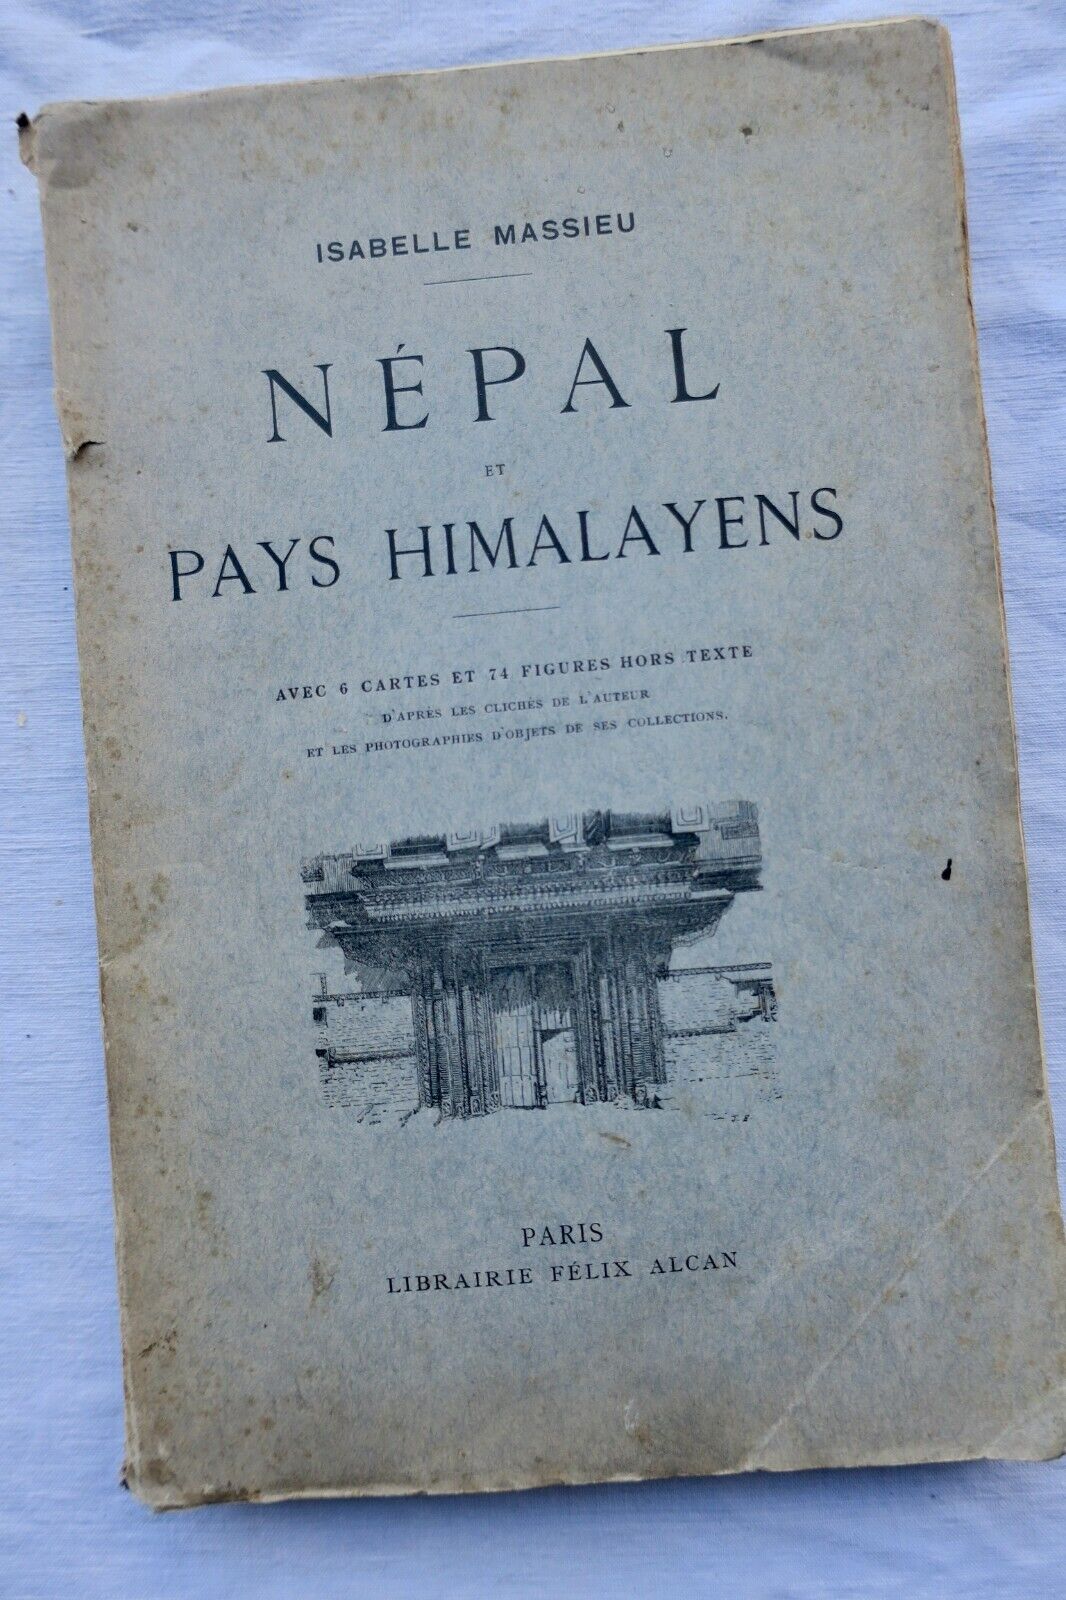 ISABELLE MASSIEU
NÉPAL
ET
PAYS HIMALAYENS
AVEC 6 CARTES ET 74 FIGURES HORS TEXTE
D'APRÈS LES CLICHÉS DE L'AUTEUR
ET LES PHOTOGRAPHIES D'OBJETS DE SES COLLECTIONS.
PARIS
LIBRAIRIE FÉLIX ALCAN